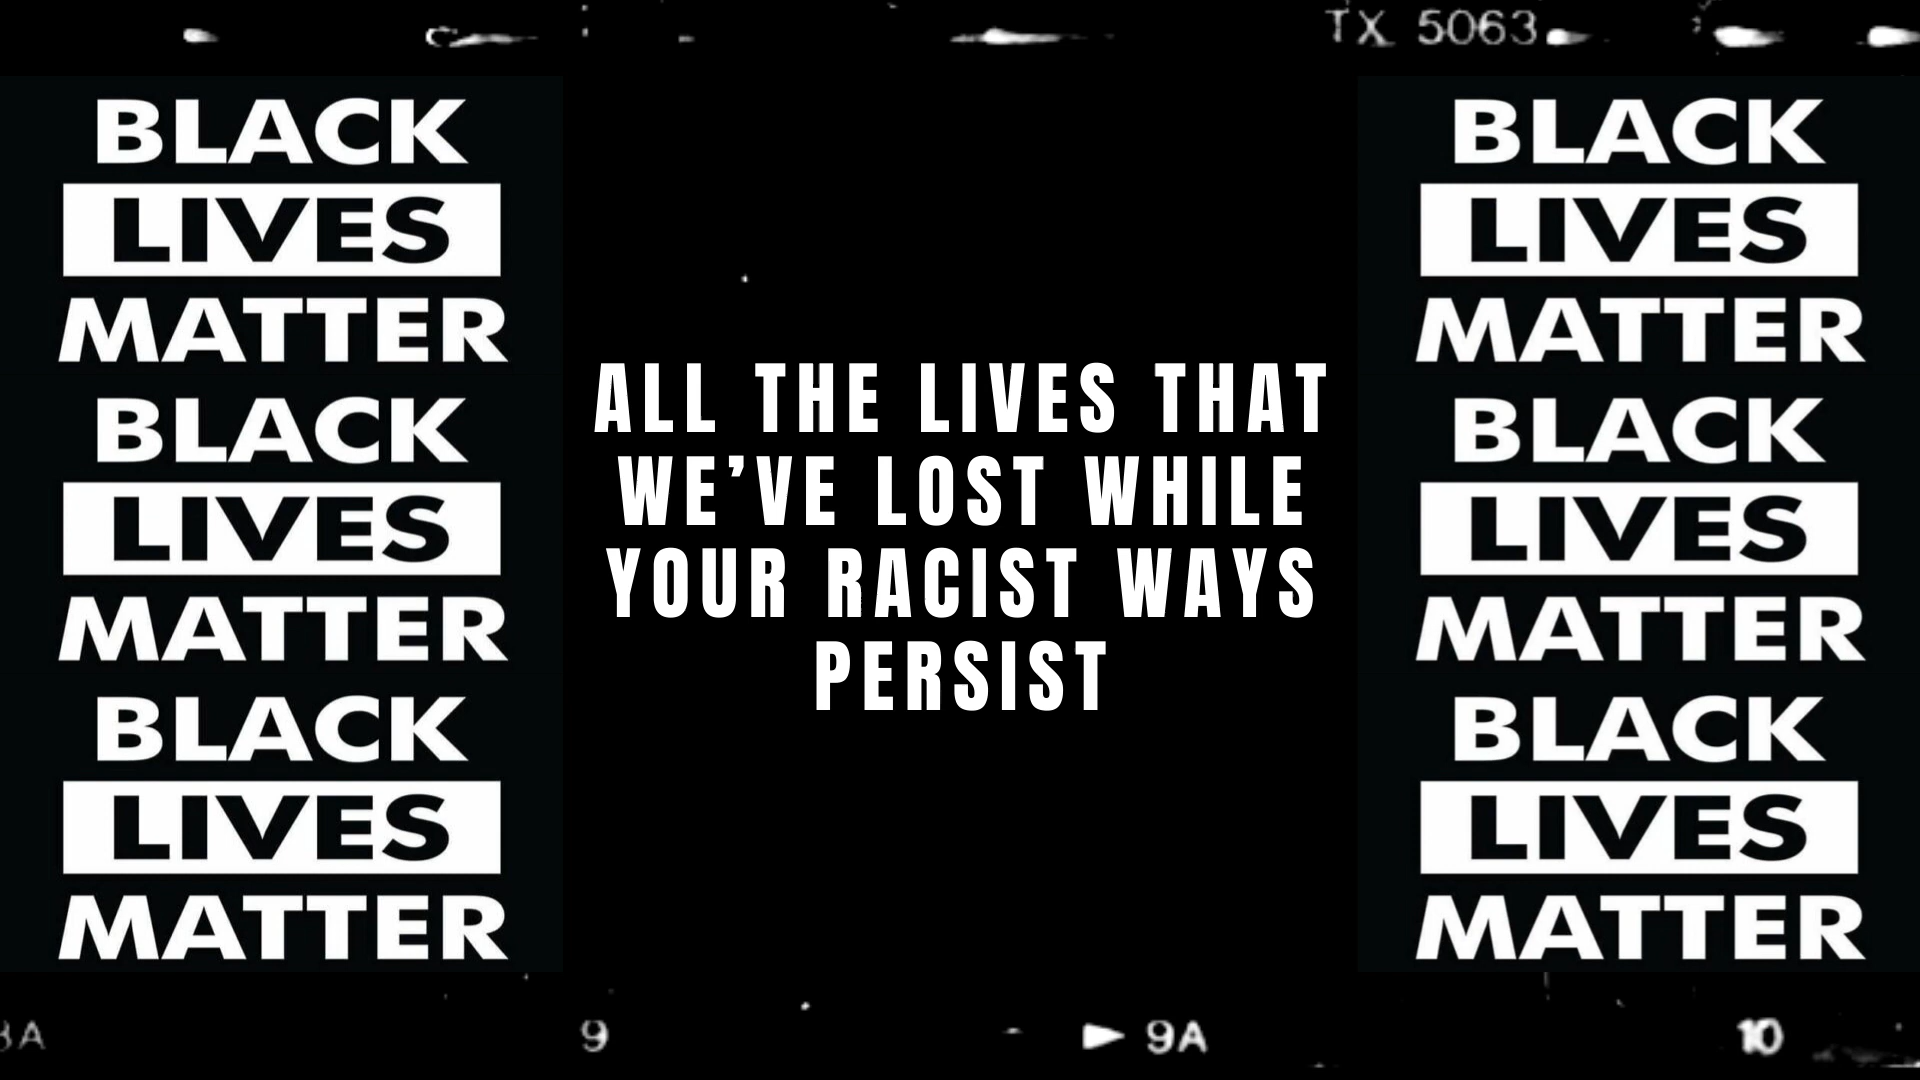 TX 5063
BLACK
LIVES
MATTER
BLACK
LIVES
MATTER
BLACK
LIVES
MATTER
ALL THE LIVES THAT
WE’VE LOST WHILE
YOUR RACIST WAYS
PERSIST
BLACK
LIVES
MATTER
BLACK
LIVES
MATTER
BLACK
LIVES
MATTER
9 ▶ 9A 10